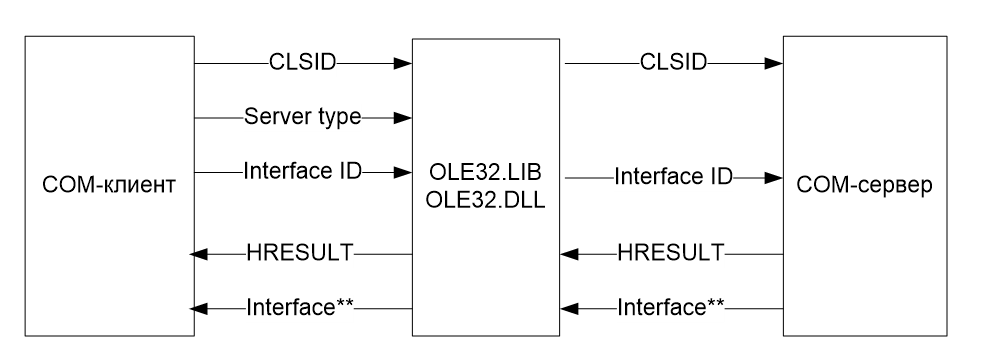 CLSID
CLSID
Server type
Interface ID
Interface ID
COM-клиент
OLE32.LIB
OLE32.DLL
COM-сервер
HRESULT
HRESULT
Interface**
Interface**